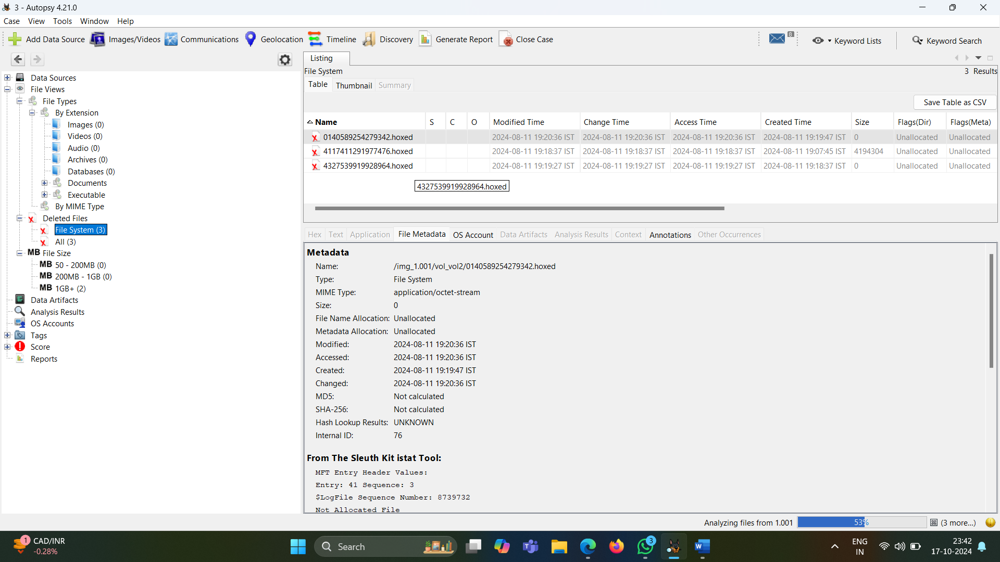 3 - Autopsy 4.21.0
Case View Tools Window Help
Add Data Source Images/Videos Communications Geolocation Timeline Discovery Generate Report Close Case 8 Keyword Lists Keyword Search
Listing
File System 3 Results
Table Thumbnail Summary
Save Table as CSV
Name S C O Modified Time Change Time Access Time Created Time Size Flags(Dir) Flags(Meta)
0140589254279342.hoxed 2024-08-11 19:20:36 IST 2024-08-11 19:20:36 IST 2024-08-11 19:20:36 IST 2024-08-11 19:19:47 IST 0 Unallocated Unallocated
4117411291977476.hoxed 2024-08-11 19:18:37 IST 2024-08-11 19:18:37 IST 2024-08-11 19:18:37 IST 2024-08-11 19:07:45 IST 4194304 Unallocated Unallocated
4327539919928964.hoxed 2024-08-11 19:19:27 IST 2024-08-11 19:19:27 IST 2024-08-11 19:19:27 IST 2024-08-11 19:18:37 IST 0 Unallocated Unallocated
4327539919928964.hoxed
Data Sources
File Views
File Types
By Extension
Images (0)
Videos (0)
Audio (0)
Archives (0)
Databases (0)
Documents
Executable
By MIME Type
Deleted Files
File System (3)
All (3)
MB File Size
MB 50 - 200MB (0)
MB 200MB - 1GB (0)
MB 1GB+ (2)
Data Artifacts
Analysis Results
OS Accounts
Tags
Score
Reports
Hex Text Application File Metadata OS Account Data Artifacts Analysis Results Context Annotations Other Occurrences
Metadata
Name: /img_1.001/vol_vol2/0140589254279342.hoxed
Type: File System
MIME Type: application/octet-stream
Size: 0
File Name Allocation: Unallocated
Metadata Allocation: Unallocated
Modified: 2024-08-11 19:20:36 IST
Accessed: 2024-08-11 19:20:36 IST
Created: 2024-08-11 19:19:47 IST
Changed: 2024-08-11 19:20:36 IST
MD5: Not calculated
SHA-256: Not calculated
Hash Lookup Results: UNKNOWN
Internal ID: 76
From The Sleuth Kit istat Tool:
MFT Entry Header Values:
Entry: 41 Sequence: 3
$LogFile Sequence Number: 8739732
Not Allocated File
Analyzing files from 1.001 53% (3 more...)
1 CAD/INR
-0.28%
Search
3
ENG
IN
23:42
17-10-2024